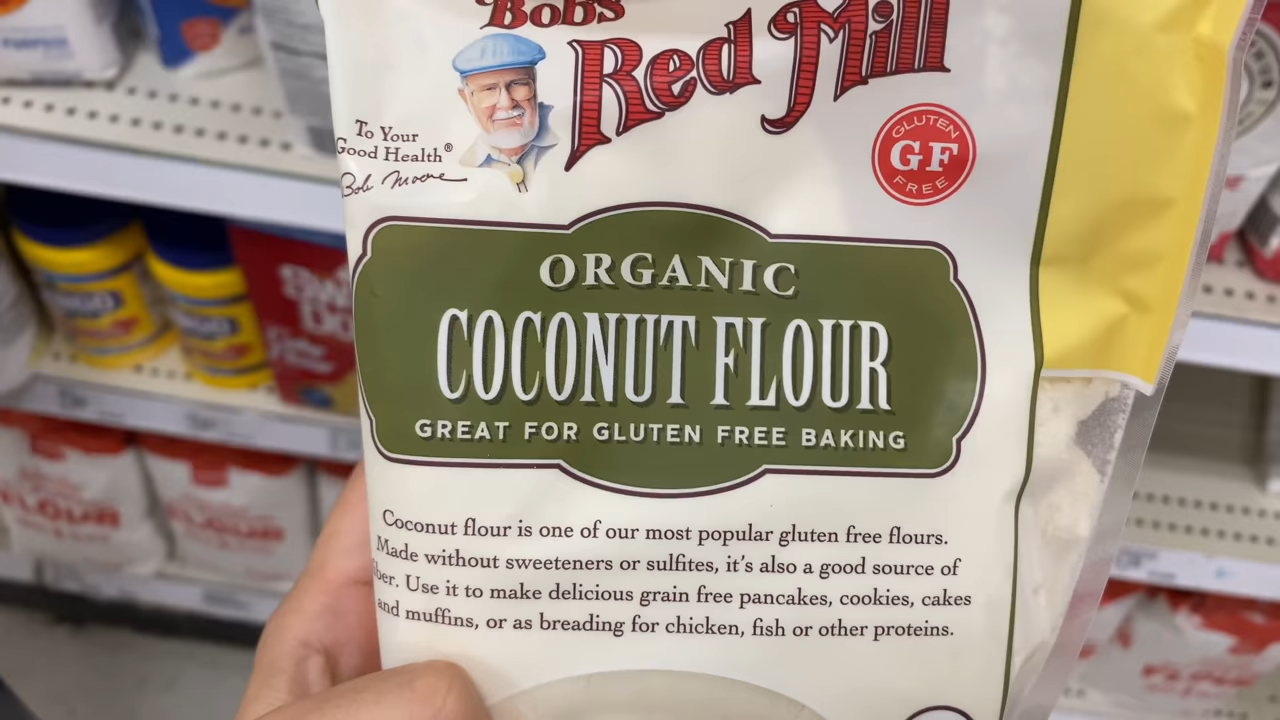 Bob's
Red Mill
To Your
Good Health®
Bob Moore
GLUTEN
GF
FREE
ORGANIC
COCONUT FLOUR
GREAT FOR GLUTEN FREE BAKING
Coconut flour is one of our most popular gluten free flours.
Made without sweeteners or sulfites, it's also a good source of
ber. Use it to make delicious grain free pancakes, cookies, cakes
and muffins, or as breading for chicken, fish or other proteins.
FLOUR
FLOUR